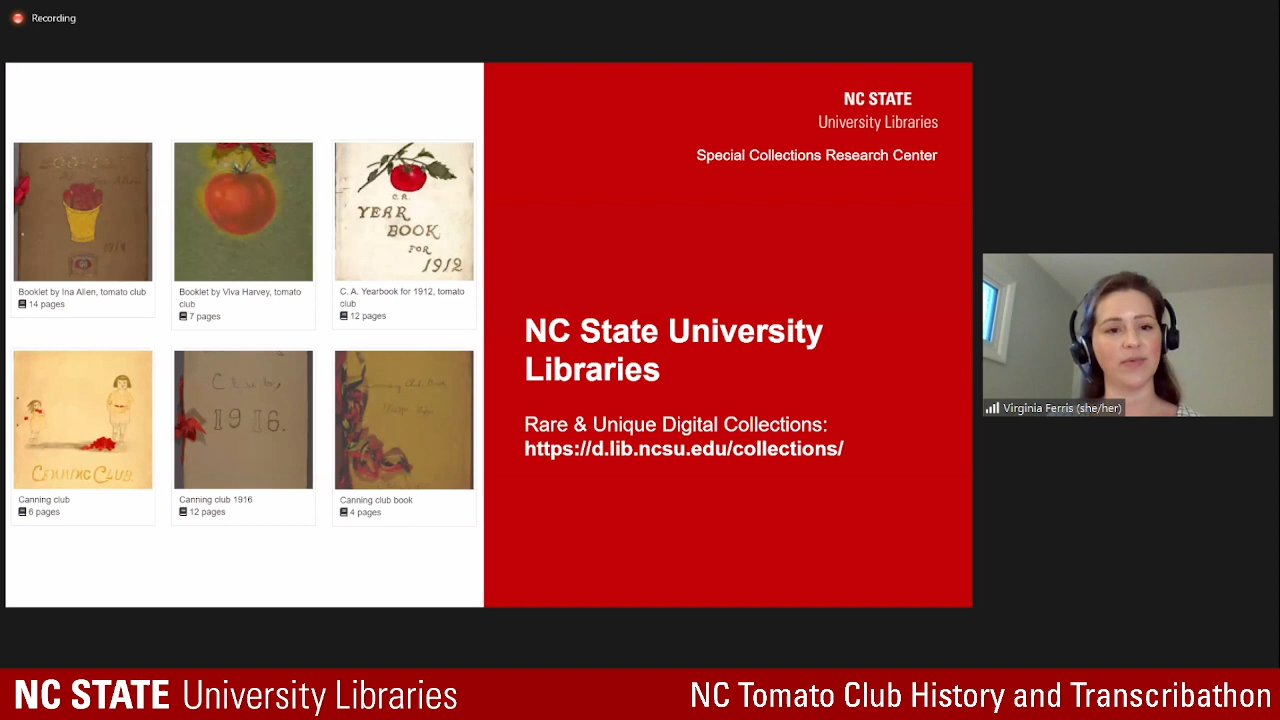 Recording
NC STATE
University Libraries
Special Collections Research Center
1914
Booklet by Ina Allen, tomato club
14 pages
Booklet by Viva Harvey, tomato
club
7 pages
C. A.
YEAR
BOOK
FOR
1912
C. A. Yearbook for 1912, tomato
club
12 pages
NC State University
Libraries
Rare & Unique Digital Collections:
https://d.lib.ncsu.edu/collections/
CANNING CLUB.
Canning club
6 pages
1916.
Canning club 1916
12 pages
Canning Club Book
Canning club book
4 pages
Virginia Ferris (she/her)
NC STATE University Libraries
NC Tomato Club History and Transcribathon